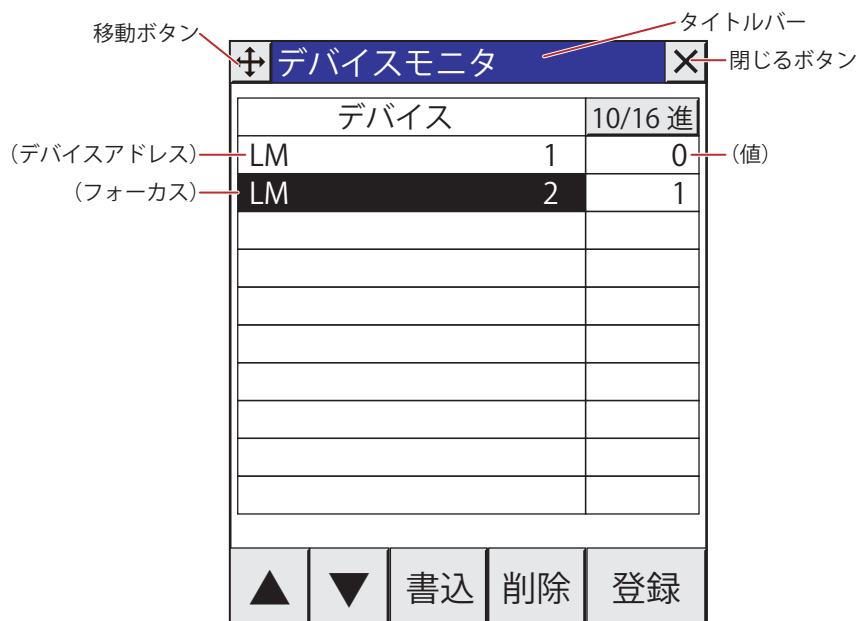 タイトルバー
移動ボタン
デバイスモニタ
閉じるボタン
デバイス 10/16 進
(デバイスアドレス) LM 1 0 (値)
(フォーカス) LM 2 1
▲ ▼ 書込 削除 登録